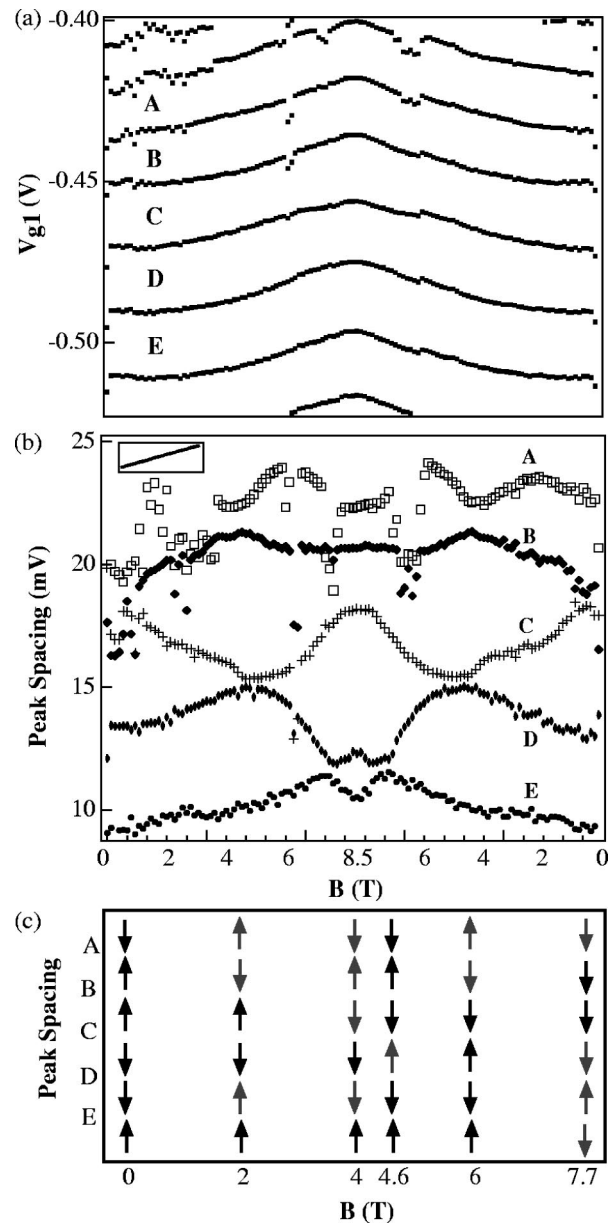 (a)
-0.40
-0.45
-0.50
Vg1 (V)
A
B
C
D
E
(b)
25
20
15
10
Peak Spacing (mV)
A
B
C
D
E
0 2 4 6 8.5 6 4 2 0
B (T)
(c)
Peak Spacing
A
B
C
D
E
0 2 4 4.6 6 7.7
B (T)